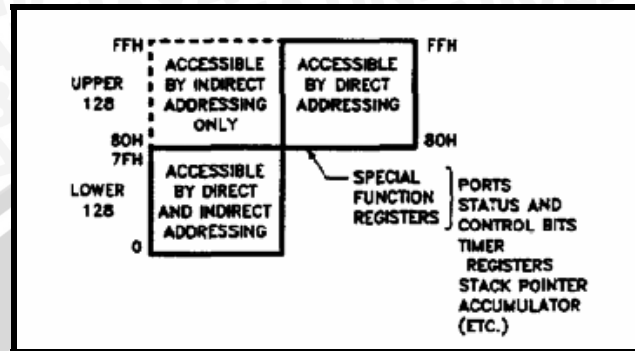 FFH
UPPER
128
80H
7FH
LOWER
128
0
ACCESSIBLE
BY INDIRECT
ADDRESSING
ONLY
ACCESSIBLE
BY DIRECT
ADDRESSING
FFH
80H
ACCESSIBLE
BY DIRECT
AND INDIRECT
ADDRESSING
SPECIAL
FUNCTION
REGISTERS
PORTS
STATUS AND
CONTROL BITS
TIMER
REGISTERS
STACK POINTER
ACCUMULATOR
(ETC.)